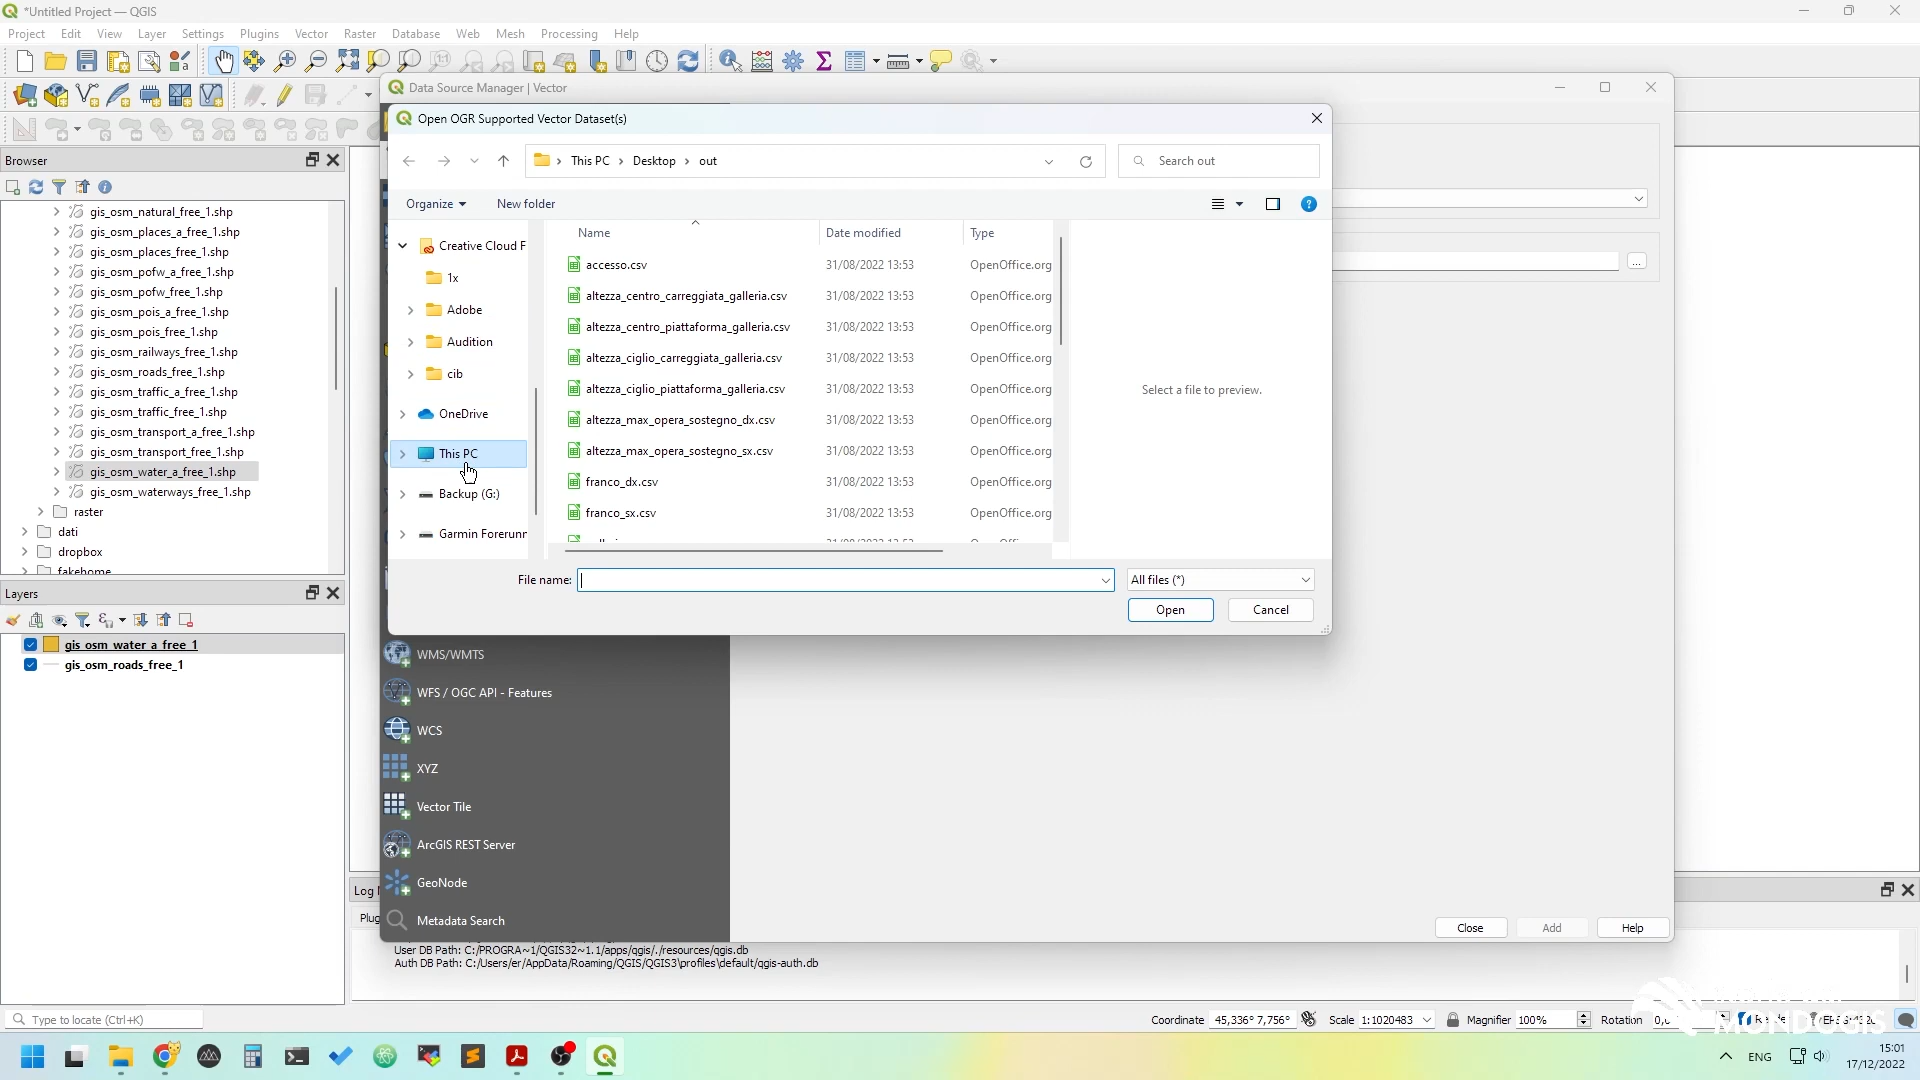 *Untitled Project — QGIS
Project Edit View Layer Settings Plugins Vector Raster Database Web Mesh Processing Help
Data Source Manager | Vector
Open OGR Supported Vector Dataset(s)
Browser
This PC › Desktop › out
Search out
Organize New folder
Name Date modified Type
gis_osm_natural_free_1.shp
gis_osm_places_a_free_1.shp
gis_osm_places_free_1.shp
gis_osm_pofw_a_free_1.shp
gis_osm_pofw_free_1.shp
gis_osm_pois_a_free_1.shp
gis_osm_pois_free_1.shp
gis_osm_railways_free_1.shp
gis_osm_roads_free_1.shp
gis_osm_traffic_a_free_1.shp
gis_osm_traffic_free_1.shp
gis_osm_transport_a_free_1.shp
gis_osm_transport_free_1.shp
gis_osm_water_a_free_1.shp
gis_osm_waterways_free_1.shp
raster
dati
dropbox
fakehome
Creative Cloud F
1x
Adobe
Audition
cib
OneDrive
This PC
Backup (G:)
Garmin Forerunn
accesso.csv 31/08/2022 13:53 OpenOffice.org
altezza_centro_carreggiata_galleria.csv 31/08/2022 13:53 OpenOffice.org
altezza_centro_piattaforma_galleria.csv 31/08/2022 13:53 OpenOffice.org
altezza_ciglio_carreggiata_galleria.csv 31/08/2022 13:53 OpenOffice.org
altezza_ciglio_piattaforma_galleria.csv 31/08/2022 13:53 OpenOffice.org
altezza_max_opera_sostegno_dx.csv 31/08/2022 13:53 OpenOffice.org
altezza_max_opera_sostegno_sx.csv 31/08/2022 13:53 OpenOffice.org
franco_dx.csv 31/08/2022 13:53 OpenOffice.org
franco_sx.csv 31/08/2022 13:53 OpenOffice.org
Select a file to preview.
File name: All files (*)
Open Cancel
Layers
gis_osm_water_a_free_1
gis_osm_roads_free_1
WMS/WMTS
WFS / OGC API - Features
WCS
XYZ
Vector Tile
ArcGIS REST Server
GeoNode
Metadata Search
Close Add Help
Log
Plug
User DB Path: C:/PROGRA~1/QGIS32~1.1/apps/qgis/./resources/qgis.db
Auth DB Path: C:/Users/er/AppData/Roaming/QGIS/QGIS3\profiles\default/qgis-auth.db
Type to locate (Ctrl+K)
Coordinate 45,336° 7,756° Scale 1:1020483 Magnifier 100% Rotation
MONDOGIS
ENG
15:01
17/12/2022